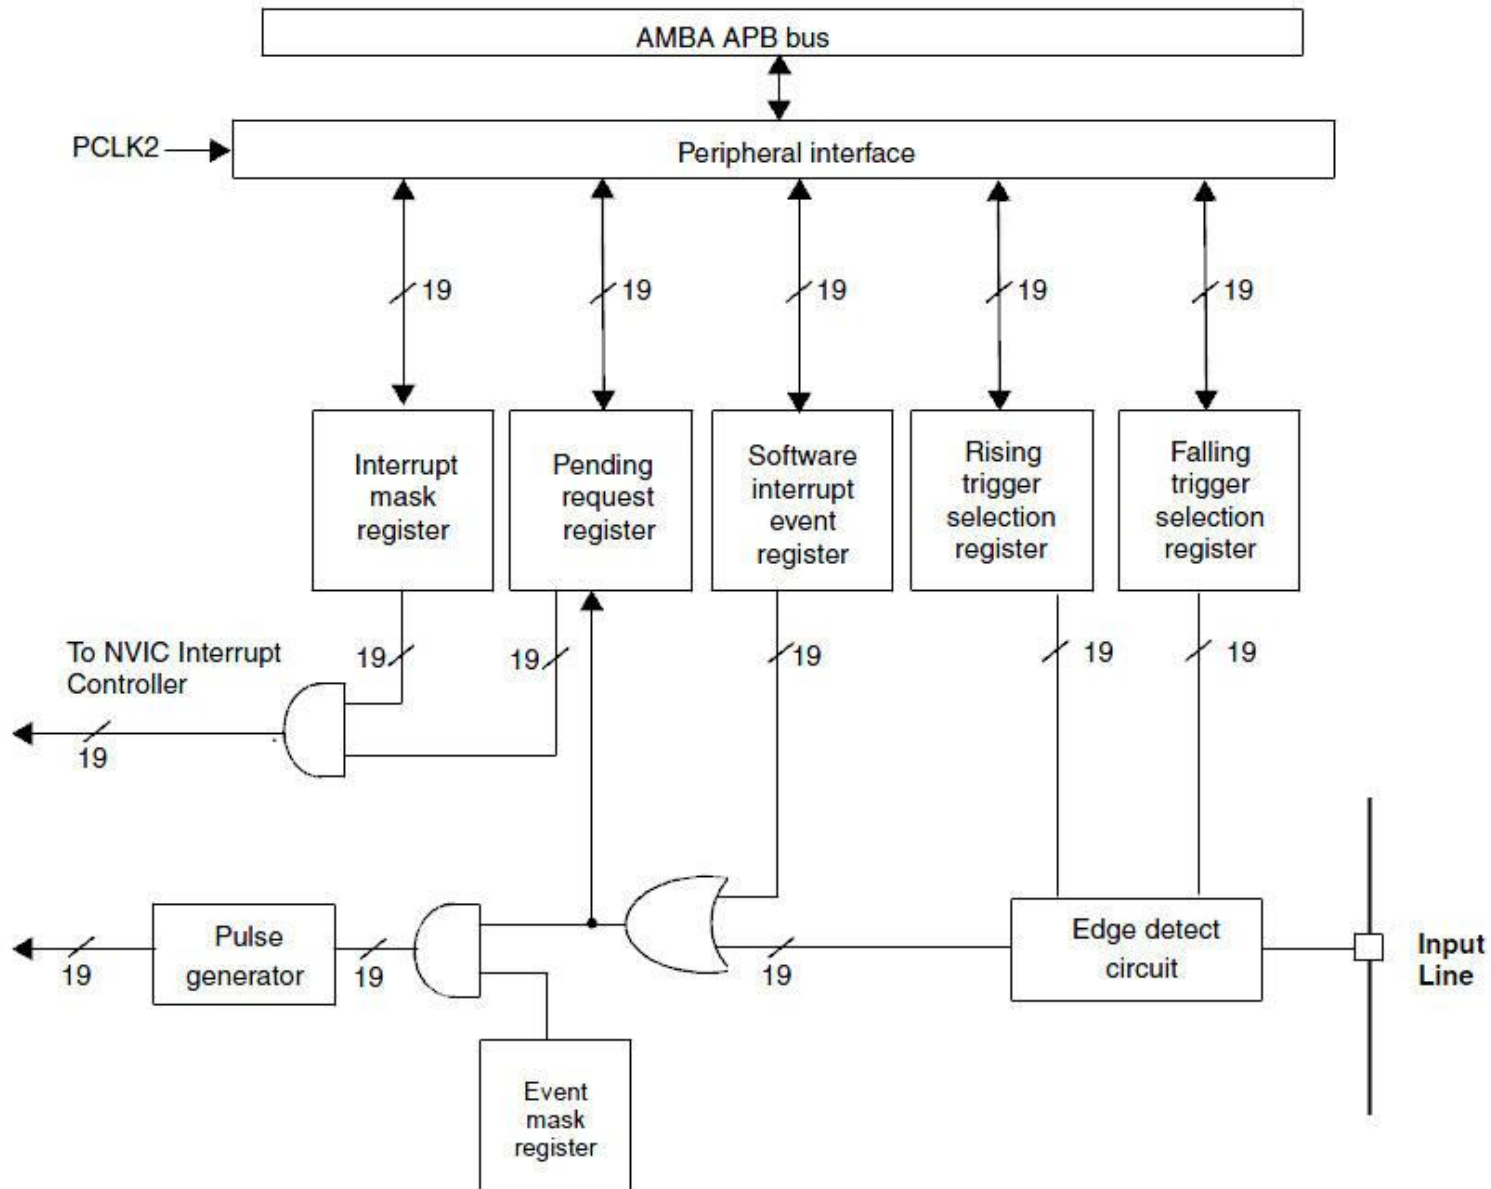 AMBA APB bus
PCLK2
Peripheral interface
19
19
19
19
19
Interrupt
mask
register
Pending
request
register
Software
interrupt
event
register
Rising
trigger
selection
register
Falling
trigger
selection
register
To NVIC Interrupt
Controller
19
19
19
19
19
19
Pulse
generator
Edge detect
circuit
Input
Line
19
19
19
Event
mask
register